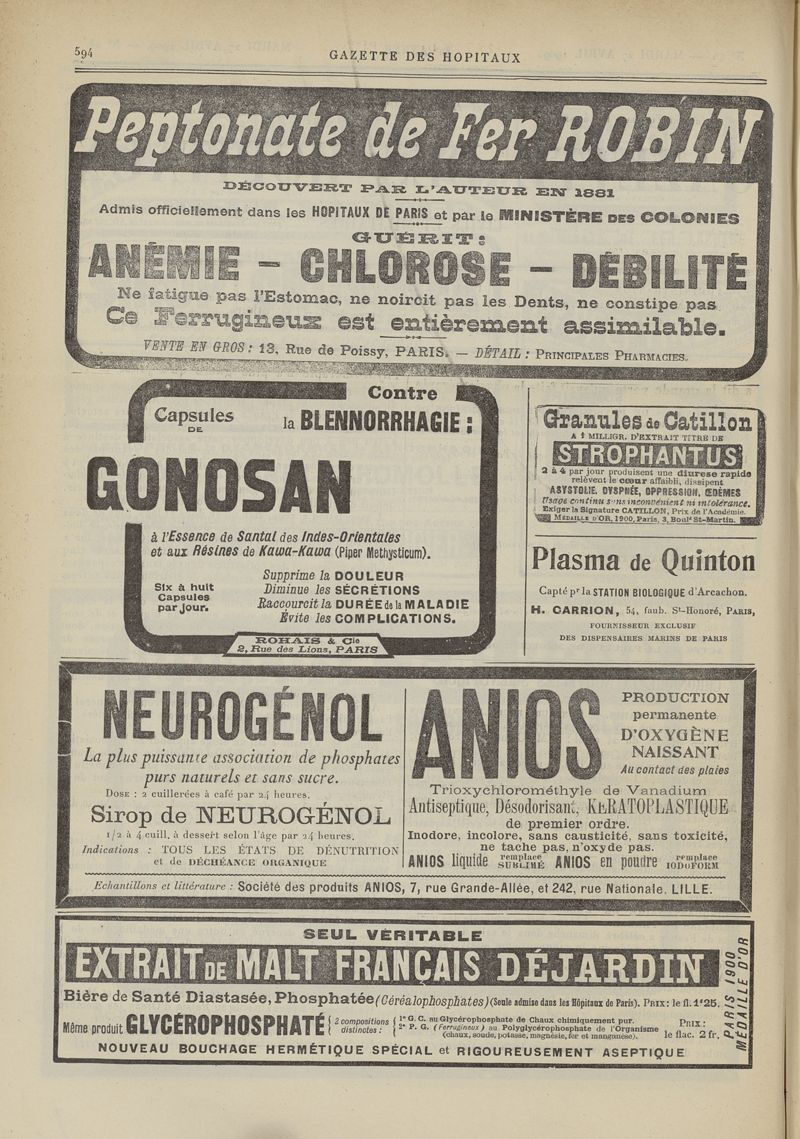 594
GAZETTE DES HOPITAUX
Peptonate de Fer ROBIN
DÉCOUVERT PAR L'AUTEUR EN 1881
Admis officiellement dans les HOPITAUX DE PARIS et par le MINISTÈRE DES COLONIES
GUÉRIT :
ANÉMIE - CHLOROSE - DÉBILITÉ
Ne fatigue pas l'Estomac, ne noircit pas les Dents, ne constipe pas
Ce Ferrugineux est entièrement assimilable.
VENTE EN GROS : 13, Rue de Poissy, PARIS. — DÉTAIL : PRINCIPALES PHARMACIES.
Contre
Capsules
DE
la BLENNORRHAGIE :
GONOSAN
à l'Essence de Santal des Indes-Orientales
et aux Résines de Kawa-Kawa (Piper Methysticum).
Six à huit
Capsules
par Jour.
Supprime la DOULEUR
Diminue les SÉCRÉTIONS
Raccourcit la DURÉE de la MALADIE
Évite les COMPLICATIONS.
ROHAIS & Cie
2, Rue des Lions, PARIS
Granules de Catillon
A 1 MILLIGR. D'EXTRAIT TITRÉ DE
STROPHANTUS
2 à 4 par jour produisent une diurese rapide
relèvent le cœur affaibli, dissipent
ASYSTOLIE, DYSPNÉE, OPPRESSION, ŒDÈMES
Usage continu sans inconvénient ni intolérance.
Exiger la Signature CATILLON, Prix de l'Académie.
MÉDAILLE D'OR, 1900, Paris, 3, Boult St-Martin.
Plasma de Quinton
Capté pr la STATION BIOLOGIQUE d'Arcachon.
H. CARRION, 54, faub. St-Honoré, PARIS,
FOURNISSEUR EXCLUSIF
DES DISPENSAIRES MARINS DE PARIS
NEUROGÉNOL
La plus puissante association de phosphates
purs naturels et sans sucre.
DOSE : 2 cuillerées à café par 24 heures.
Sirop de NEUROGÉNOL
1/2 à 4 cuill. à dessert selon l'âge par 24 heures.
Indications : TOUS LES ÉTATS DE DÉNUTRITION
et de DÉCHÉANCE ORGANIQUE
ANIOS
PRODUCTION
permanente
D'OXYGÈNE
NAISSANT
Au contact des plaies
Trioxychlorométhyle de Vanadium
Antiseptique, Désodorisant, KERATOPLASTIQUE
de premier ordre.
Inodore, incolore, sans causticité, sans toxicité,
ne tache pas, n'oxyde pas.
ANIOS liquide remplace SUBLIMÉ ANIOS en poudre remplace IODOFORM
Echantillons et littérature : Société des produits ANIOS, 7, rue Grande-Allée, et 242, rue Nationale, LILLE.
SEUL VÉRITABLE
EXTRAIT DE MALT FRANÇAIS DÉJARDIN
Bière de Santé Diastasée, Phosphatée (Céréalophosphates) (Seule admise dans les Hôpitaux de Paris). PRIX : le fl. 1f25.
Même produit GLYCÉROPHOSPHATÉ { 2 compositions distinctes : { 1° G. C. au Glycérophosphate de Chaux chimiquement pur.
2° P. G. (Ferrugineux) au Polyglycérophosphate de l'Organisme
(chaux, soude, potasse, magnésie, fer et manganèse).
PRIX :
le flac. 2 fr.
NOUVEAU BOUCHAGE HERMÉTIQUE SPÉCIAL et RIGOUREUSEMENT ASEPTIQUE
PARIS 1900
MÉDAILLE D'OR